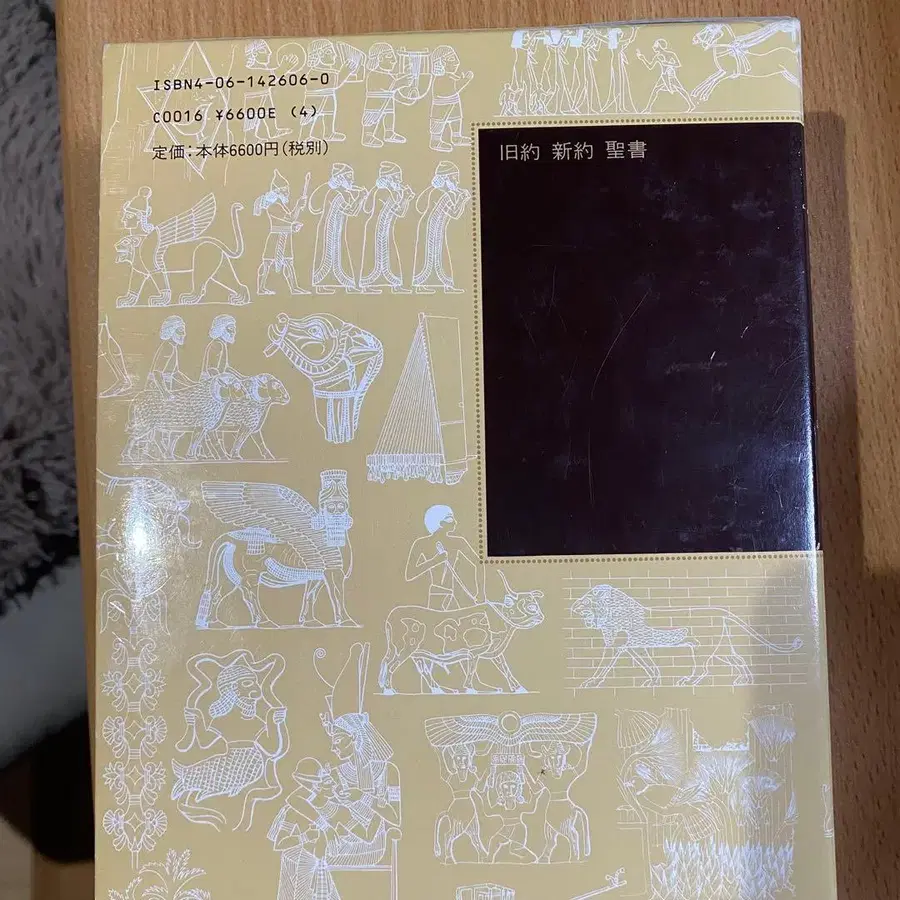 ISBN4-06-142606-0
C0016 ¥6600E (4)
定価：本体6600円（税別）
旧約 新約 聖書